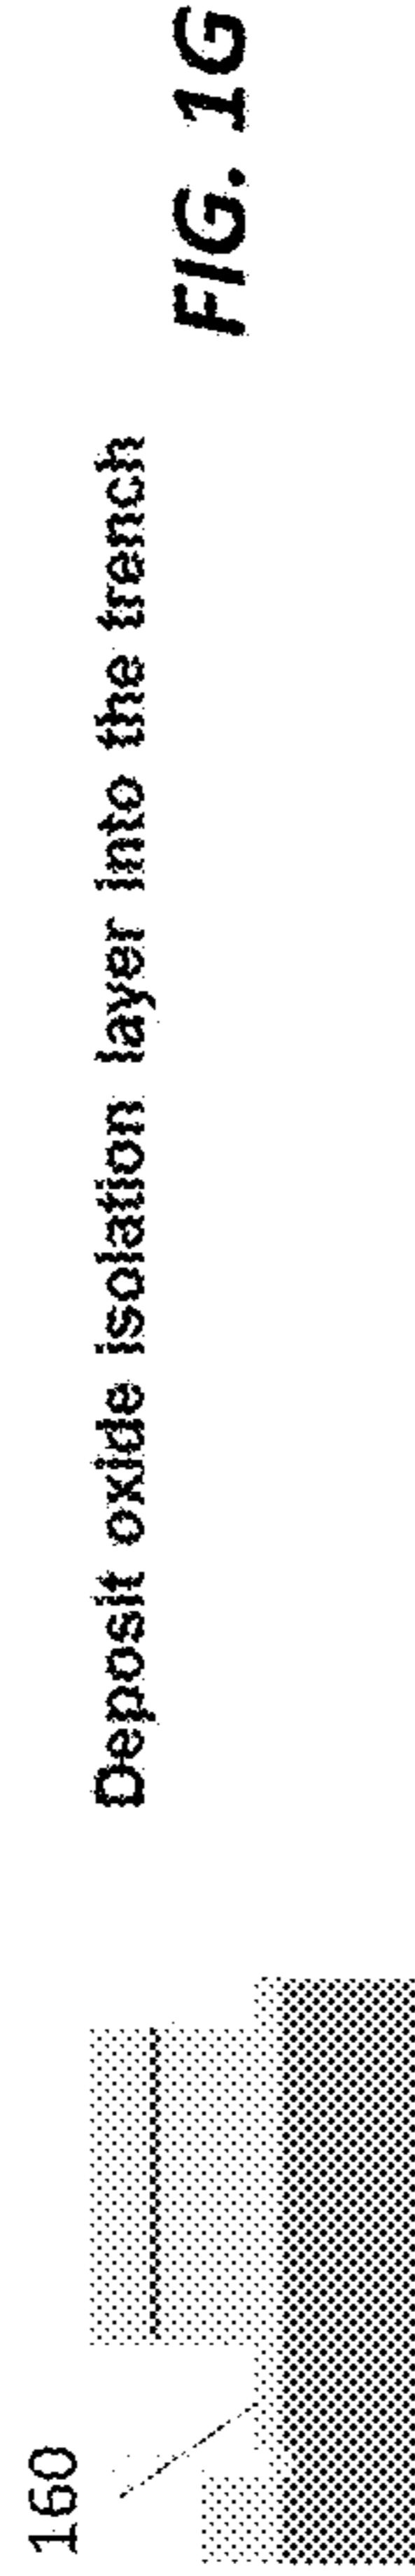 160
Deposit oxide isolation layer into the trench
FIG. 1G